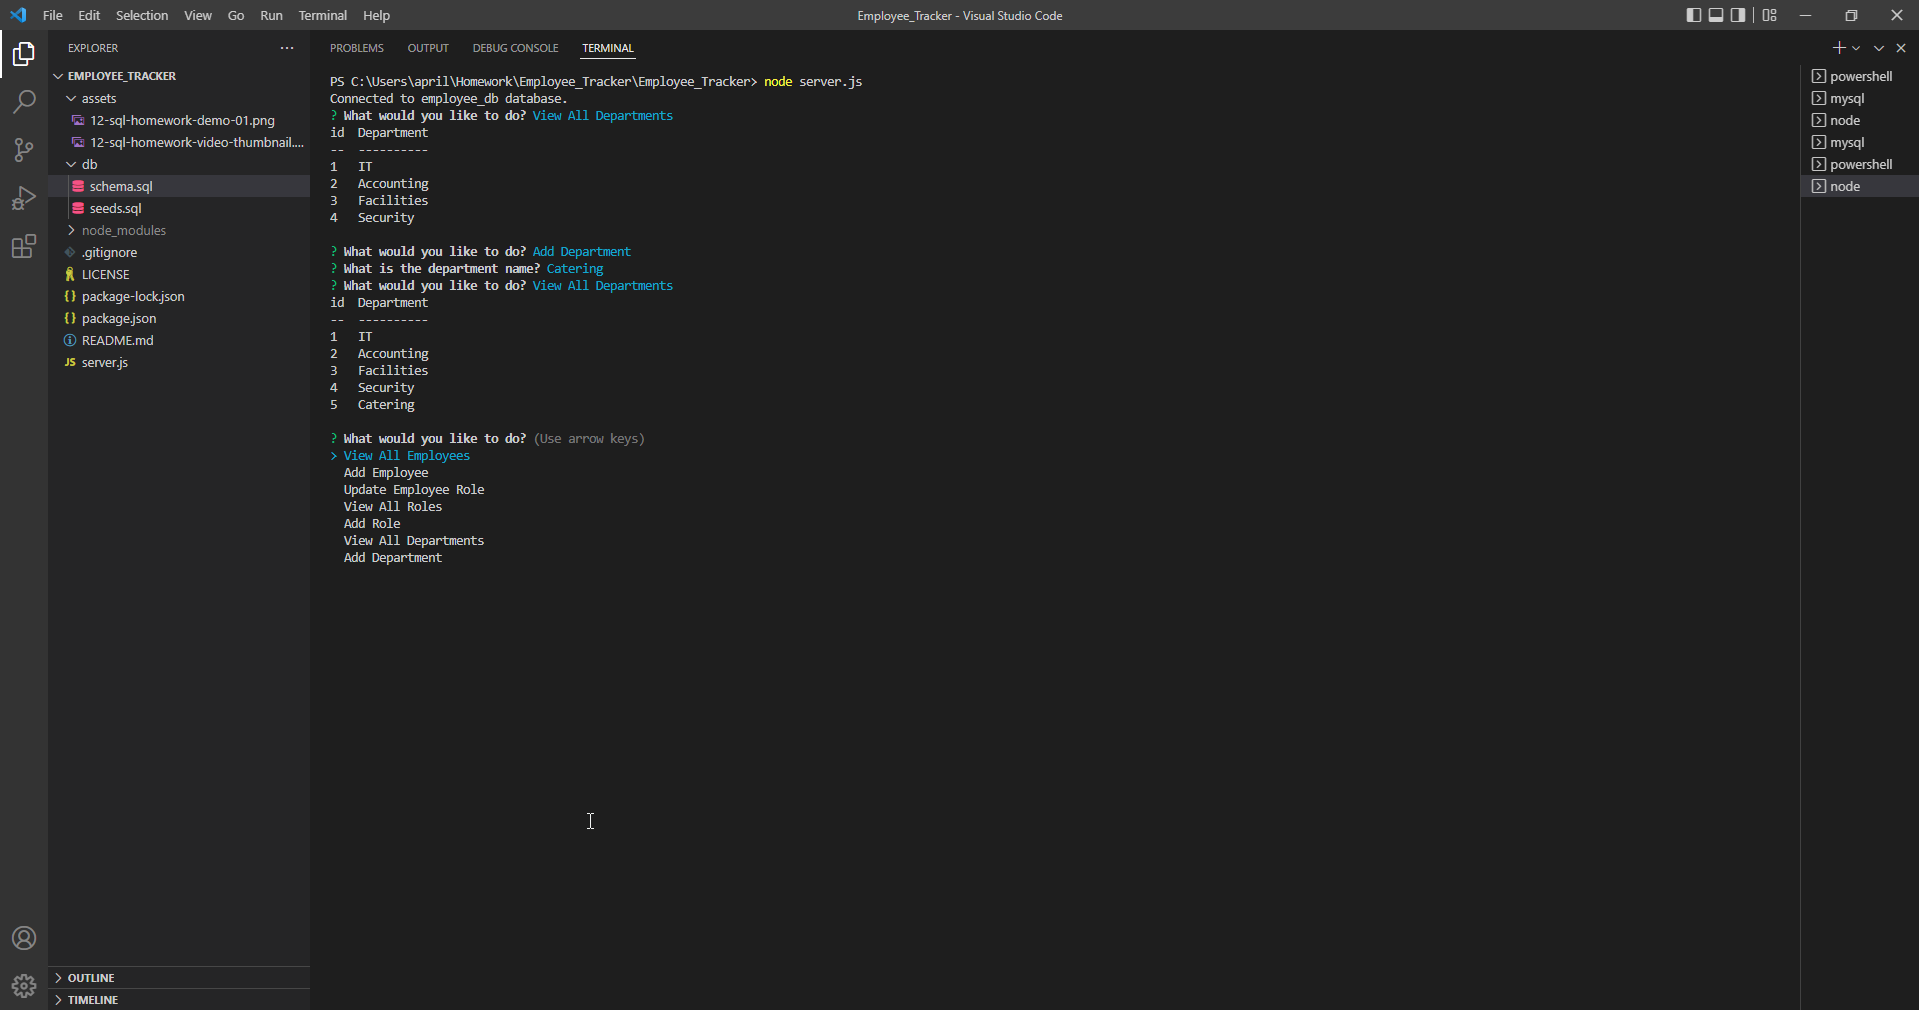 File Edit Selection View Go Run Terminal Help
Employee_Tracker - Visual Studio Code
EXPLORER
EMPLOYEE_TRACKER
assets
12-sql-homework-demo-01.png
12-sql-homework-video-thumbnail....
db
schema.sql
seeds.sql
node_modules
.gitignore
LICENSE
package-lock.json
package.json
README.md
JS server.js
OUTLINE
TIMELINE
PROBLEMS OUTPUT DEBUG CONSOLE TERMINAL
PS C:\Users\april\Homework\Employee_Tracker\Employee_Tracker> node server.js
Connected to employee_db database.
? What would you like to do? View All Departments
id Department
-- ----------
1 IT
2 Accounting
3 Facilities
4 Security
? What would you like to do? Add Department
? What is the department name? Catering
? What would you like to do? View All Departments
id Department
-- ----------
1 IT
2 Accounting
3 Facilities
4 Security
5 Catering
? What would you like to do? (Use arrow keys)
> View All Employees
Add Employee
Update Employee Role
View All Roles
Add Role
View All Departments
Add Department
powershell
mysql
node
mysql
powershell
node